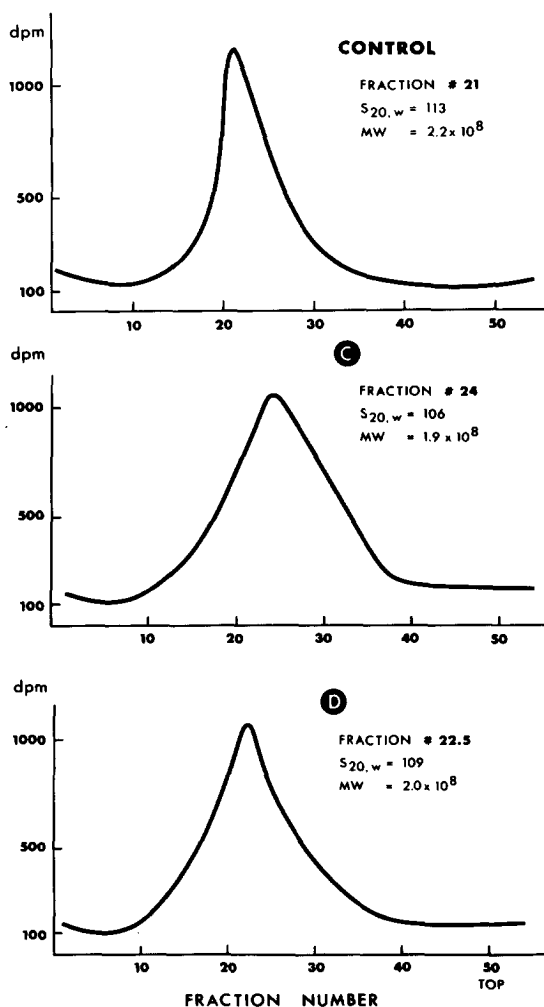 dpm
CONTROL
FRACTION # 21
S20,w = 113
MW = 2.2 x 10^8
1000
500
100
10 20 30 40 50
C
dpm
FRACTION # 24
S20,w = 106
MW = 1.9 x 10^8
1000
500
100
10 20 30 40 50
D
dpm
FRACTION # 22.5
S20,w = 109
MW = 2.0 x 10^8
1000
500
100
10 20 30 40 50
TOP
FRACTION NUMBER